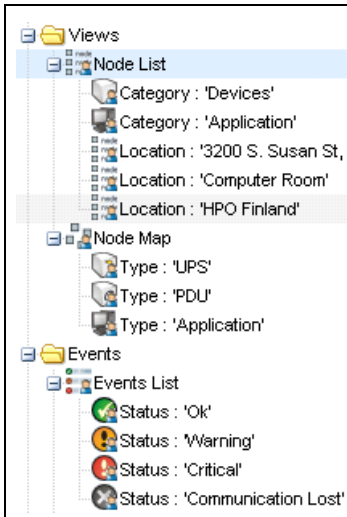 Views
Node List
Category : 'Devices'
Category : 'Application'
Location : '3200 S. Susan St,
Location : 'Computer Room'
Location : 'HPO Finland'
Node Map
Type : 'UPS'
Type : 'PDU'
Type : 'Application'
Events
Events List
Status : 'Ok'
Status : 'Warning'
Status : 'Critical'
Status : 'Communication Lost'